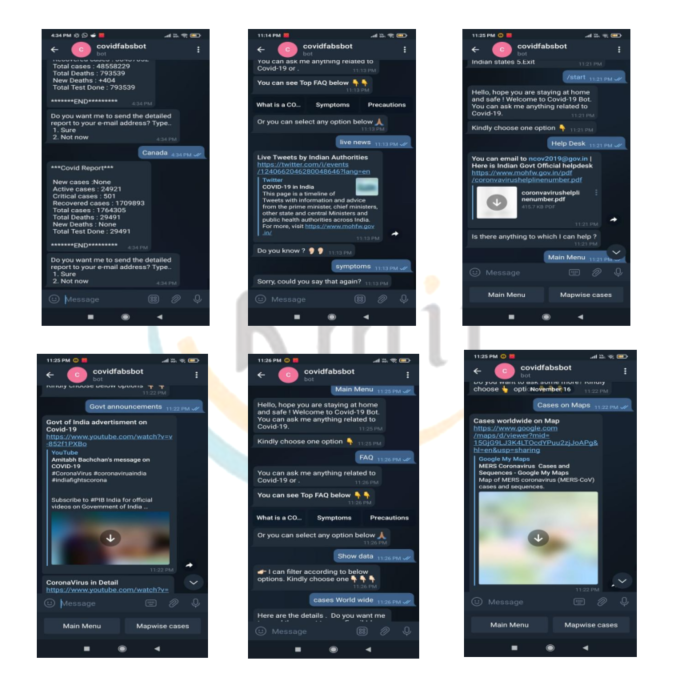 4:34 PM
covidfabsbot
bot
Total cases : 48558229
Total Deaths : 793539
New Deaths : +404
Total Test Done : 793539
*******END*********
4:34 PM
Do you want me to send the detailed
report to your e-mail address? Type..
1. Sure
2. Not now
4:34 PM
Canada 4:34 PM
***Covid Report***
New cases :None
Active cases : 24921
Critical cases : 501
Recovered cases : 1709893
Total cases : 1764305
Total Deaths : 29491
New Deaths : None
Total Test Done : 29491
*******END*********
4:34 PM
Do you want me to send the detailed
report to your e-mail address? Type..
1. Sure
2. Not now
4:34 PM
Message
11:14 PM
covidfabsbot
bot
You can ask me anything related to
Covid-19 or .
11:13 PM
You can see Top FAQ below
11:13 PM
What is a CO... Symptoms Precautions
Or you can select any option below
11:13 PM
live news 11:13 PM
Live Tweets by Indian Authorities
https://twitter.com/i/events
/1240662046280048646?lang=en
Twitter
COVID-19 in India
This page is a timeline of
Tweets with information and advice
from the prime minister, chief ministers,
other state and central Ministers and
public health authorities across India.
For more, visit https://www.mohfw.gov
.in/
11:13 PM
Do you know ? 11:13 PM
symptoms 11:13 PM
Sorry, could you say that again? 11:13 PM
Message
11:25 PM
covidfabsbot
bot
Indian states 5.Exit
11:21 PM
/start 11:21 PM
Hello, hope you are staying at home
and safe ! Welcome to Covid-19 Bot.
You can ask me anything related to
Covid-19.
11:21 PM
Kindly choose one option 11:21 PM
Help Desk 11:21 PM
You can email to ncov2019@gov.in |
Here is Indian Govt Official helpdesk
https://www.mohfw.gov.in/pdf
/coronvavirushelplinenumber.pdf
coronvavirushelpli
nenumber.pdf
419.7 KB PDF
11:21 PM
Is there anything to which I can help ?
11:21 PM
Main Menu 11:21 PM
Message
Main Menu Mapwise cases
kmit
11:25 PM
covidfabsbot
bot
Kindly choose below options
11:22 PM
Govt announcements 11:22 PM
Govt of India advertisment on
Covid-19
https://www.youtube.com/watch?v=v
YouTube
Amitabh Bachchan's message on
COVID-19
#CoronaVirus #coronavirusindia
#indiafightscorona
Subscribe to #PIB India for official
videos on Government of India ...
11:22 PM
CoronaVirus in Detail
https://www.youtube.com/watch?v=
Message
Main Menu Mapwise cases
11:26 PM
covidfabsbot
bot
Main Menu 11:25 PM
Hello, hope you are staying at home
and safe ! Welcome to Covid-19 Bot.
You can ask me anything related to
Covid-19.
11:25 PM
Kindly choose one option 11:25 PM
FAQ 11:26 PM
You can ask me anything related to
Covid-19 or .
11:26 PM
You can see Top FAQ below
11:26 PM
What is a CO... Symptoms Precautions
Or you can select any option below
11:26 PM
Show data 11:26 PM
I can filter according to below
options. Kindly choose one
11:26 PM
cases World wide 11:26 PM
Here are the details . Do you want me
Message
11:25 PM
covidfabsbot
bot
Do you want to ask some more? Kindly
choose opti November 16
Cases on Maps 11:22 PM
Cases worldwide on Map
https://www.google.com
/maps/d/viewer?mid=
hl=en&usp=sharing
Google My Maps
MERS Coronavirus Cases and
Sequences - Google My Maps
Map of MERS coronavirus (MERS-CoV)
cases and sequences.
11:22 PM
Message
Main Menu Mapwise cases